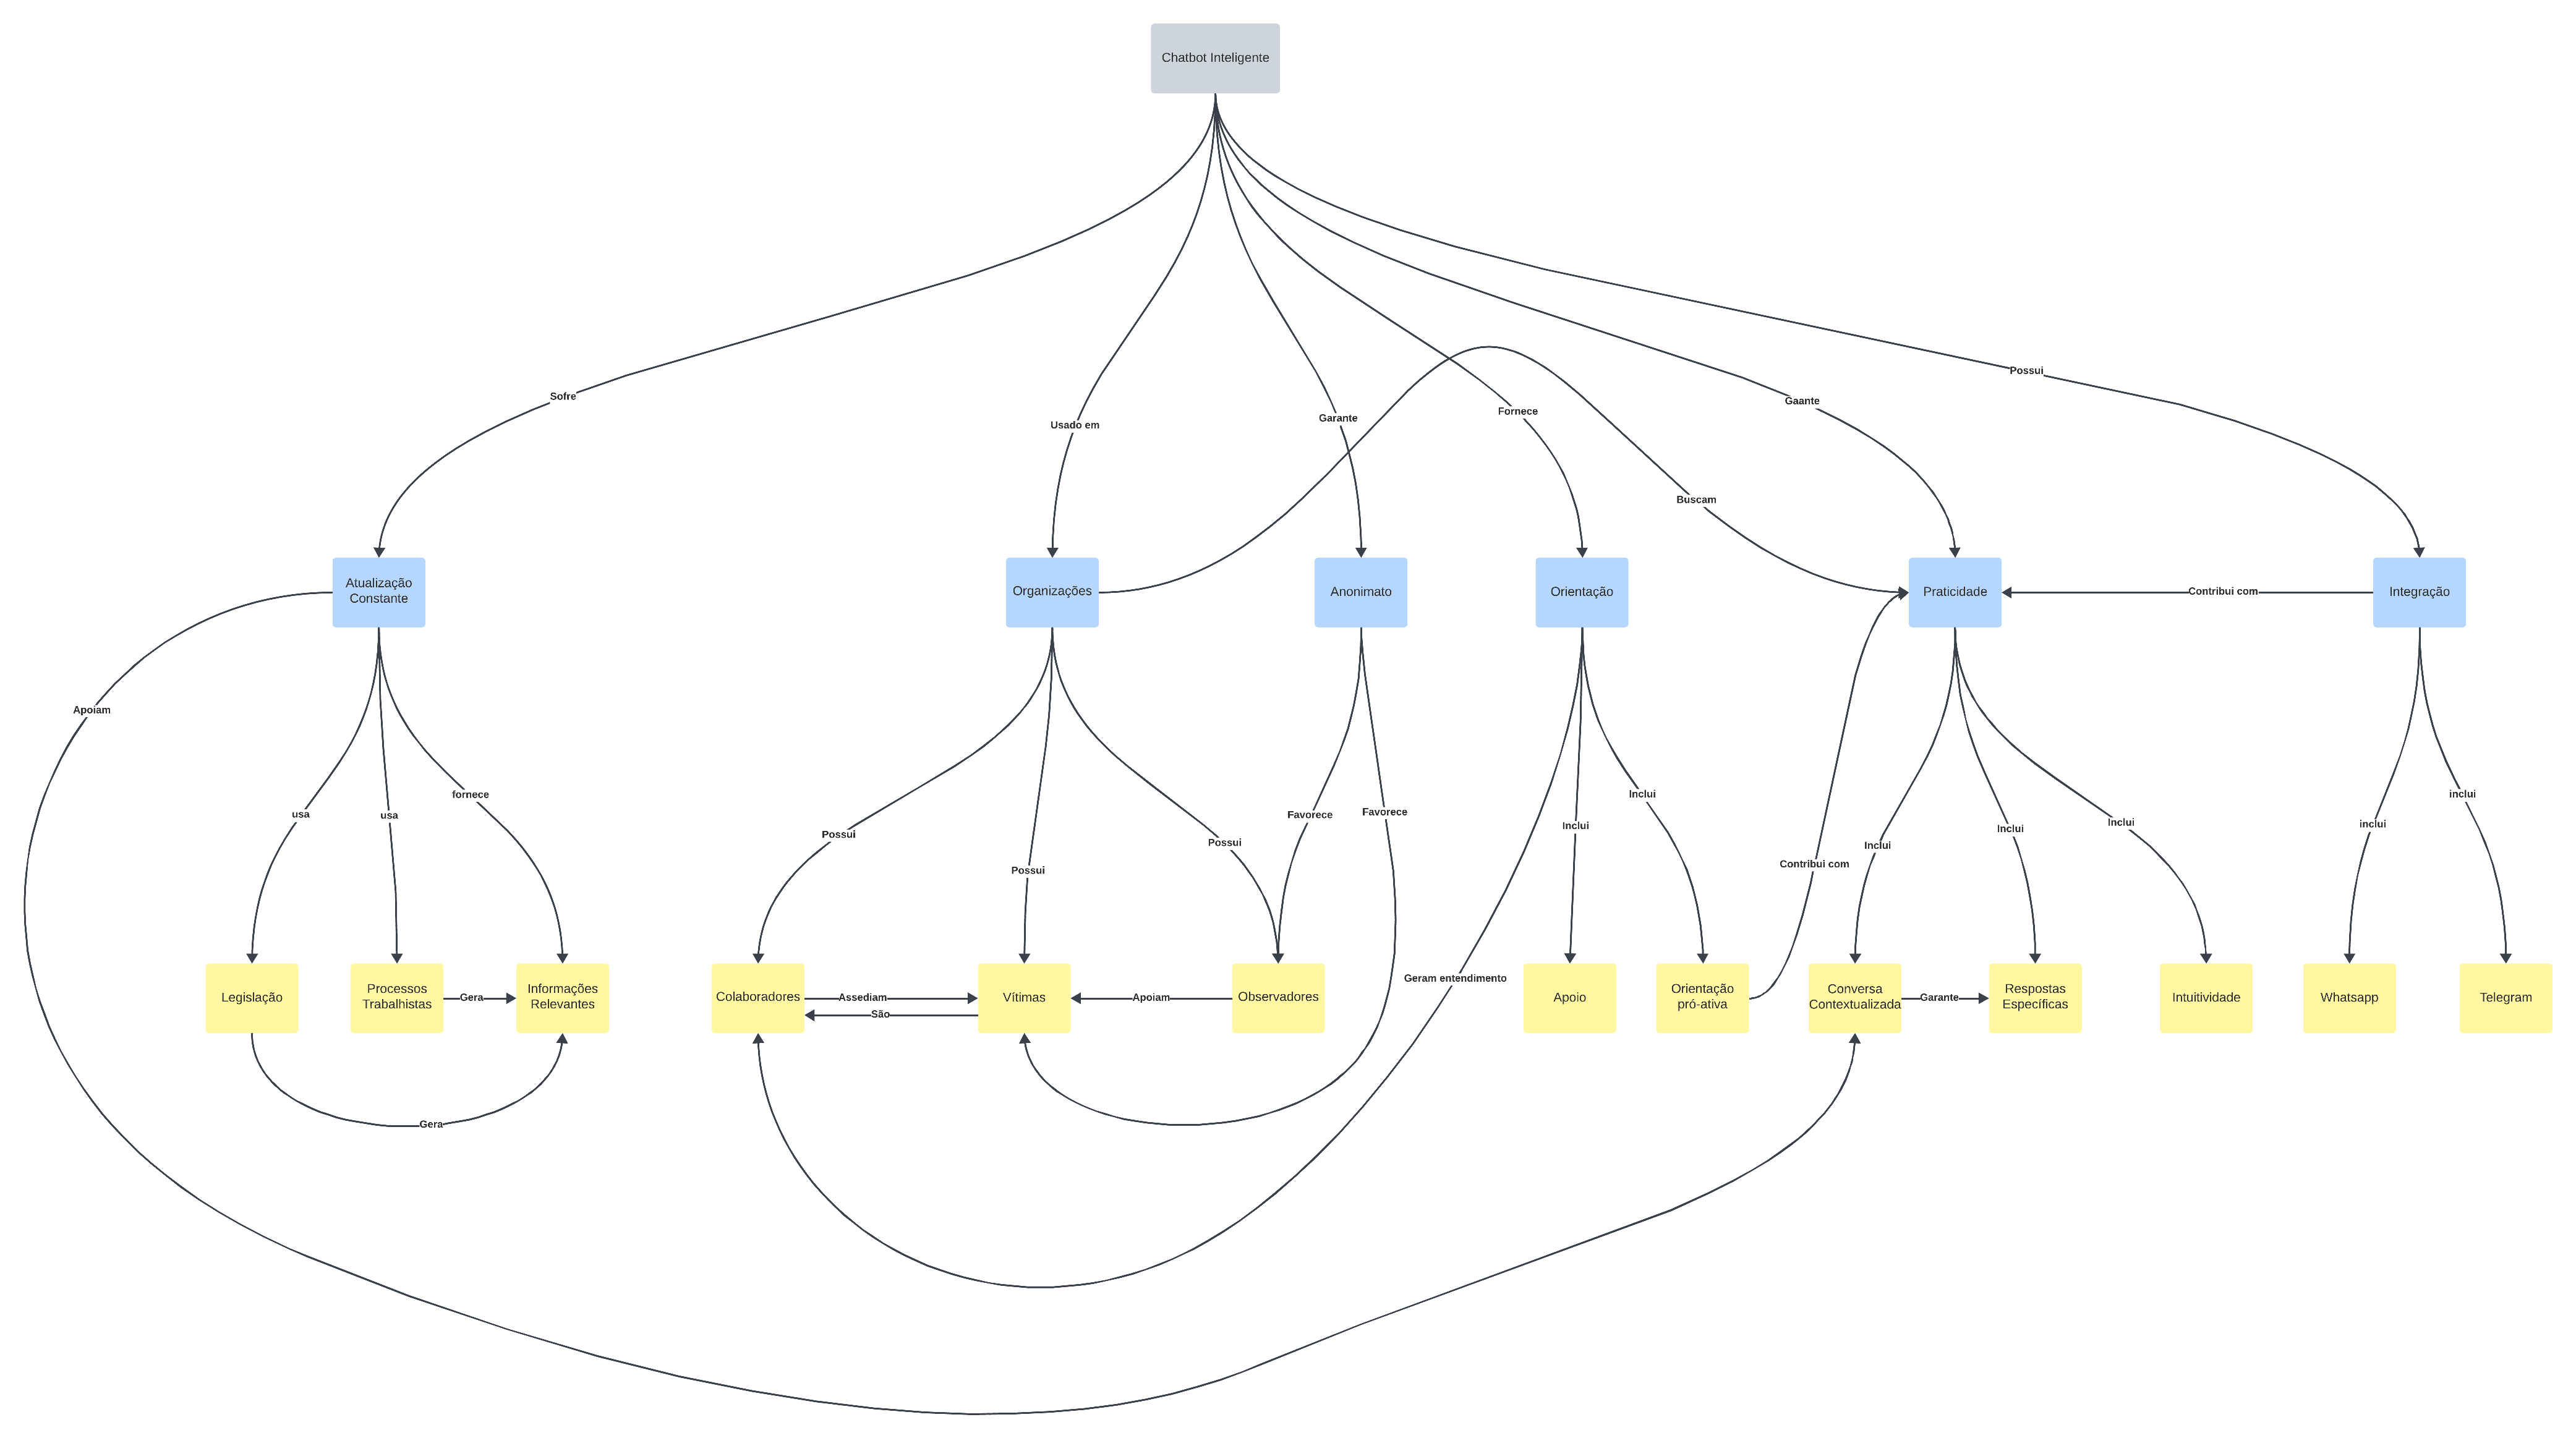 Chatbot Inteligente
Possui
Sofre
Gaante
Fornece
Garante
Usado em
Buscam
Atualização
Constante
Organizações
Anonimato
Orientação
Praticidade
Contribui com
Integração
Apoiam
fornece
Inclui
inclui
usa
usa
Favorece
Favorece
Inclui
Inclui
inclui
Possui
Possui
Inclui
Inclui
Possui
Contribui com
Geram entendimento
Legislação
Processos
Trabalhistas
Gera
Informações
Relevantes
Colaboradores
Assediam
São
Vítimas
Apoiam
Observadores
Apoio
Orientação
pró-ativa
Conversa
Contextualizada
Garante
Respostas
Específicas
Intuitividade
Whatsapp
Telegram
Gera